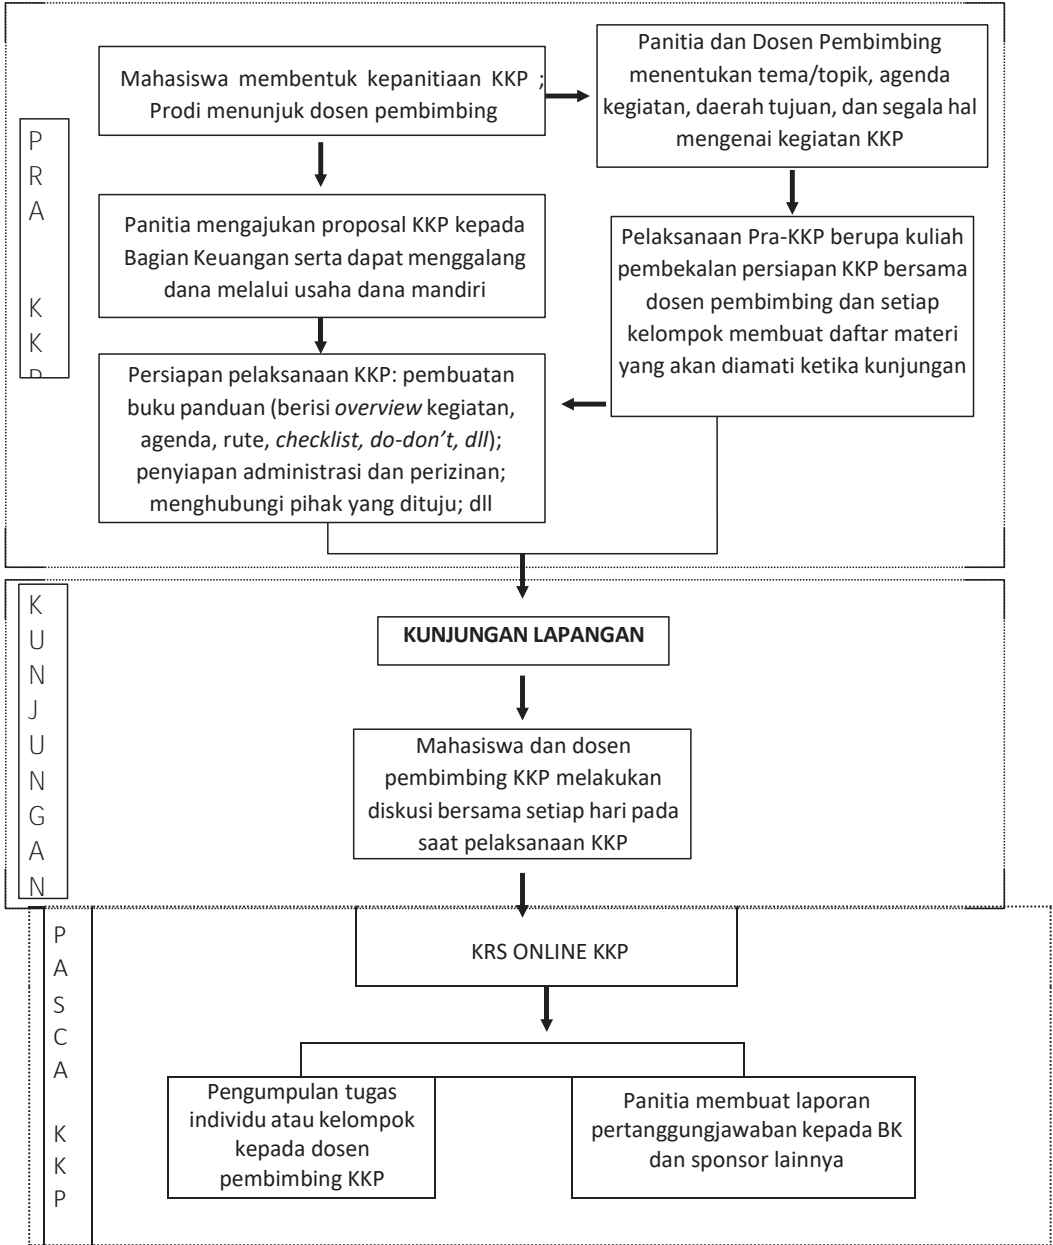 P
R
A
K
K
P
Mahasiswa membentuk kepanitiaan KKP ;
Prodi menunjuk dosen pembimbing
Panitia dan Dosen Pembimbing
menentukan tema/topik, agenda
kegiatan, daerah tujuan, dan segala hal
mengenai kegiatan KKP
Panitia mengajukan proposal KKP kepada
Bagian Keuangan serta dapat menggalang
dana melalui usaha dana mandiri
Pelaksanaan Pra-KKP berupa kuliah
pembekalan persiapan KKP bersama
dosen pembimbing dan setiap
kelompok membuat daftar materi
yang akan diamati ketika kunjungan
Persiapan pelaksanaan KKP: pembuatan
buku panduan (berisi overview kegiatan,
agenda, rute, checklist, do-don't, dll);
penyiapan administrasi dan perizinan;
menghubungi pihak yang dituju; dll
K
U
N
J
U
N
G
A
N
KUNJUNGAN LAPANGAN
Mahasiswa dan dosen
pembimbing KKP melakukan
diskusi bersama setiap hari pada
saat pelaksanaan KKP
P
A
S
C
A
K
K
P
KRS ONLINE KKP
Pengumpulan tugas
individu atau kelompok
kepada dosen
pembimbing KKP
Panitia membuat laporan
pertanggungjawaban kepada BK
dan sponsor lainnya